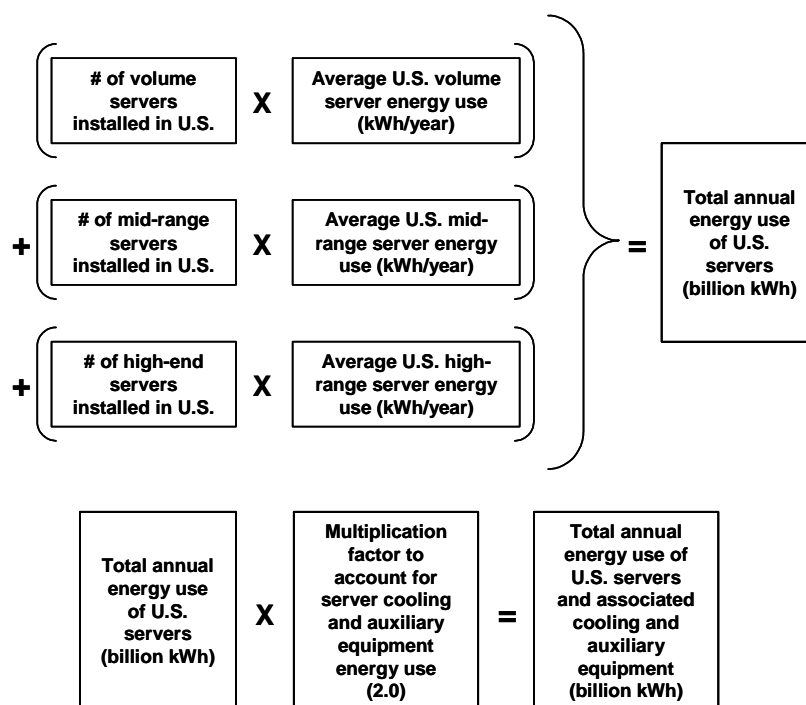 # of volume
servers
installed in U.S.
X
Average U.S. volume
server energy use
(kWh/year)
+
# of mid-range
servers
installed in U.S.
X
Average U.S. mid-
range server energy
use (kWh/year)
+
# of high-end
servers
installed in U.S.
X
Average U.S. high-
range server energy
use (kWh/year)
=
Total annual
energy use
of U.S.
servers
(billion kWh)
Total annual
energy use
of U.S.
servers
(billion kWh)
X
Multiplication
factor to
account for
server cooling
and auxiliary
equipment
energy use
(2.0)
=
Total annual
energy use of
U.S. servers
and associated
cooling and
auxiliary
equipment
(billion kWh)